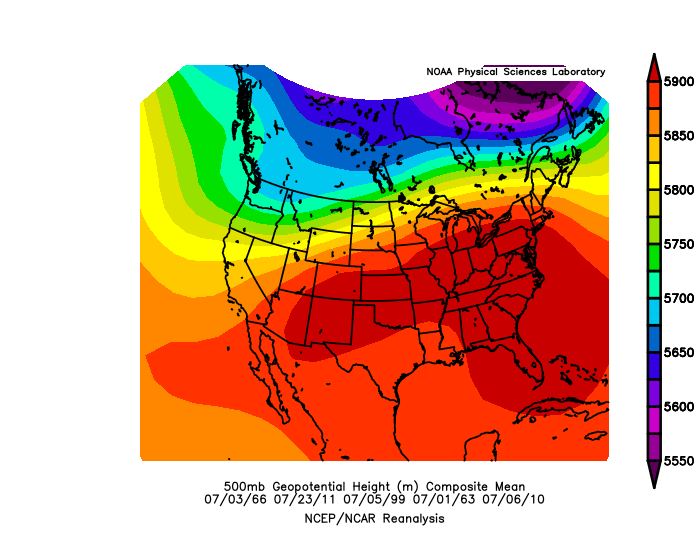 NOAA Physical Sciences Laboratory
5900
5850
5800
5750
5700
5650
5600
5550
500mb Geopotential Height (m) Composite Mean
07/03/66 07/23/11 07/05/99 07/01/63 07/06/10
NCEP/NCAR Reanalysis